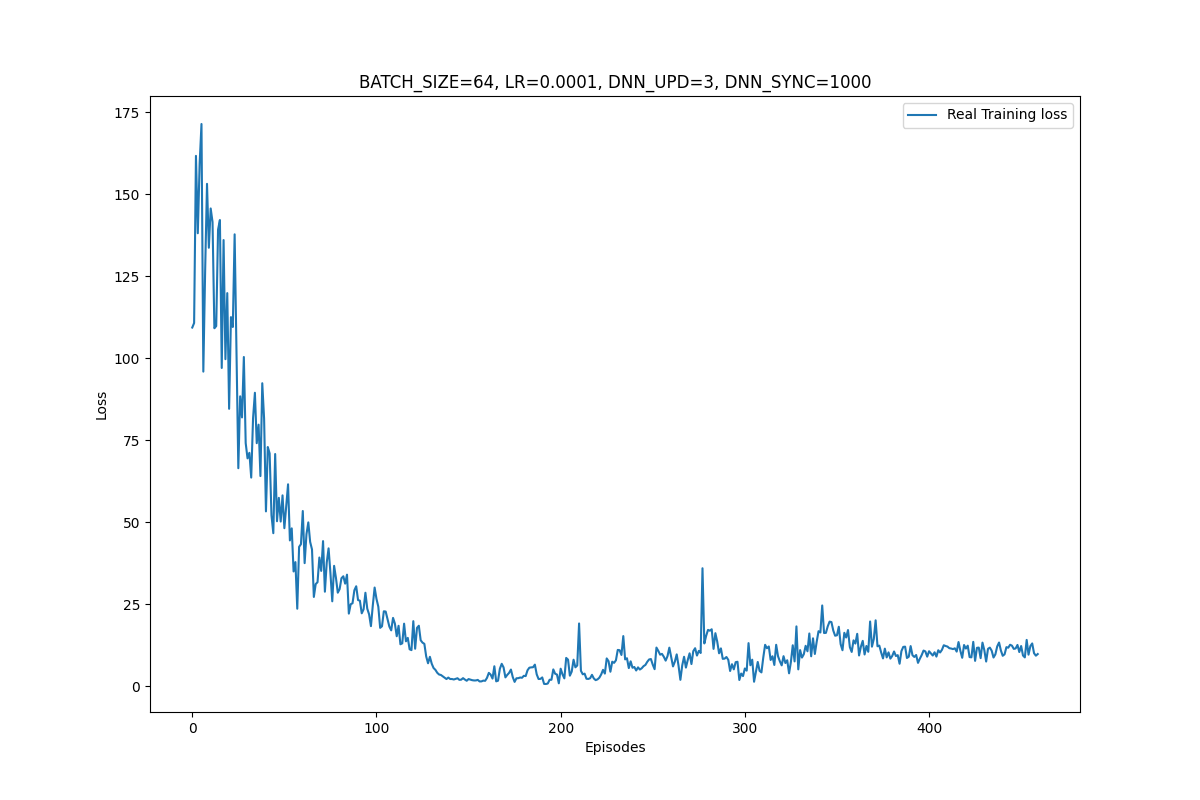 BATCH_SIZE=64, LR=0.0001, DNN_UPD=3, DNN_SYNC=1000
Real Training loss
175
150
125
100
75
50
25
0
Loss
0 100 200 300 400
Episodes